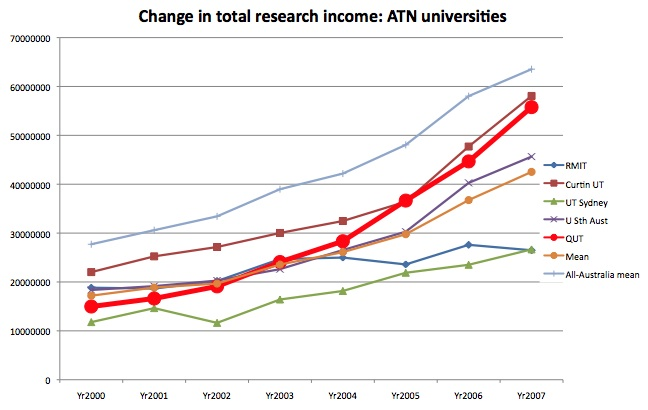 Change in total research income: ATN universities
70000000
60000000
50000000
40000000
30000000
20000000
10000000
0
Yr2000 Yr2001 Yr2002 Yr2003 Yr2004 Yr2005 Yr2006 Yr2007
RMIT
Curtin UT
UT Sydney
U Sth Aust
QUT
Mean
All-Australia mean